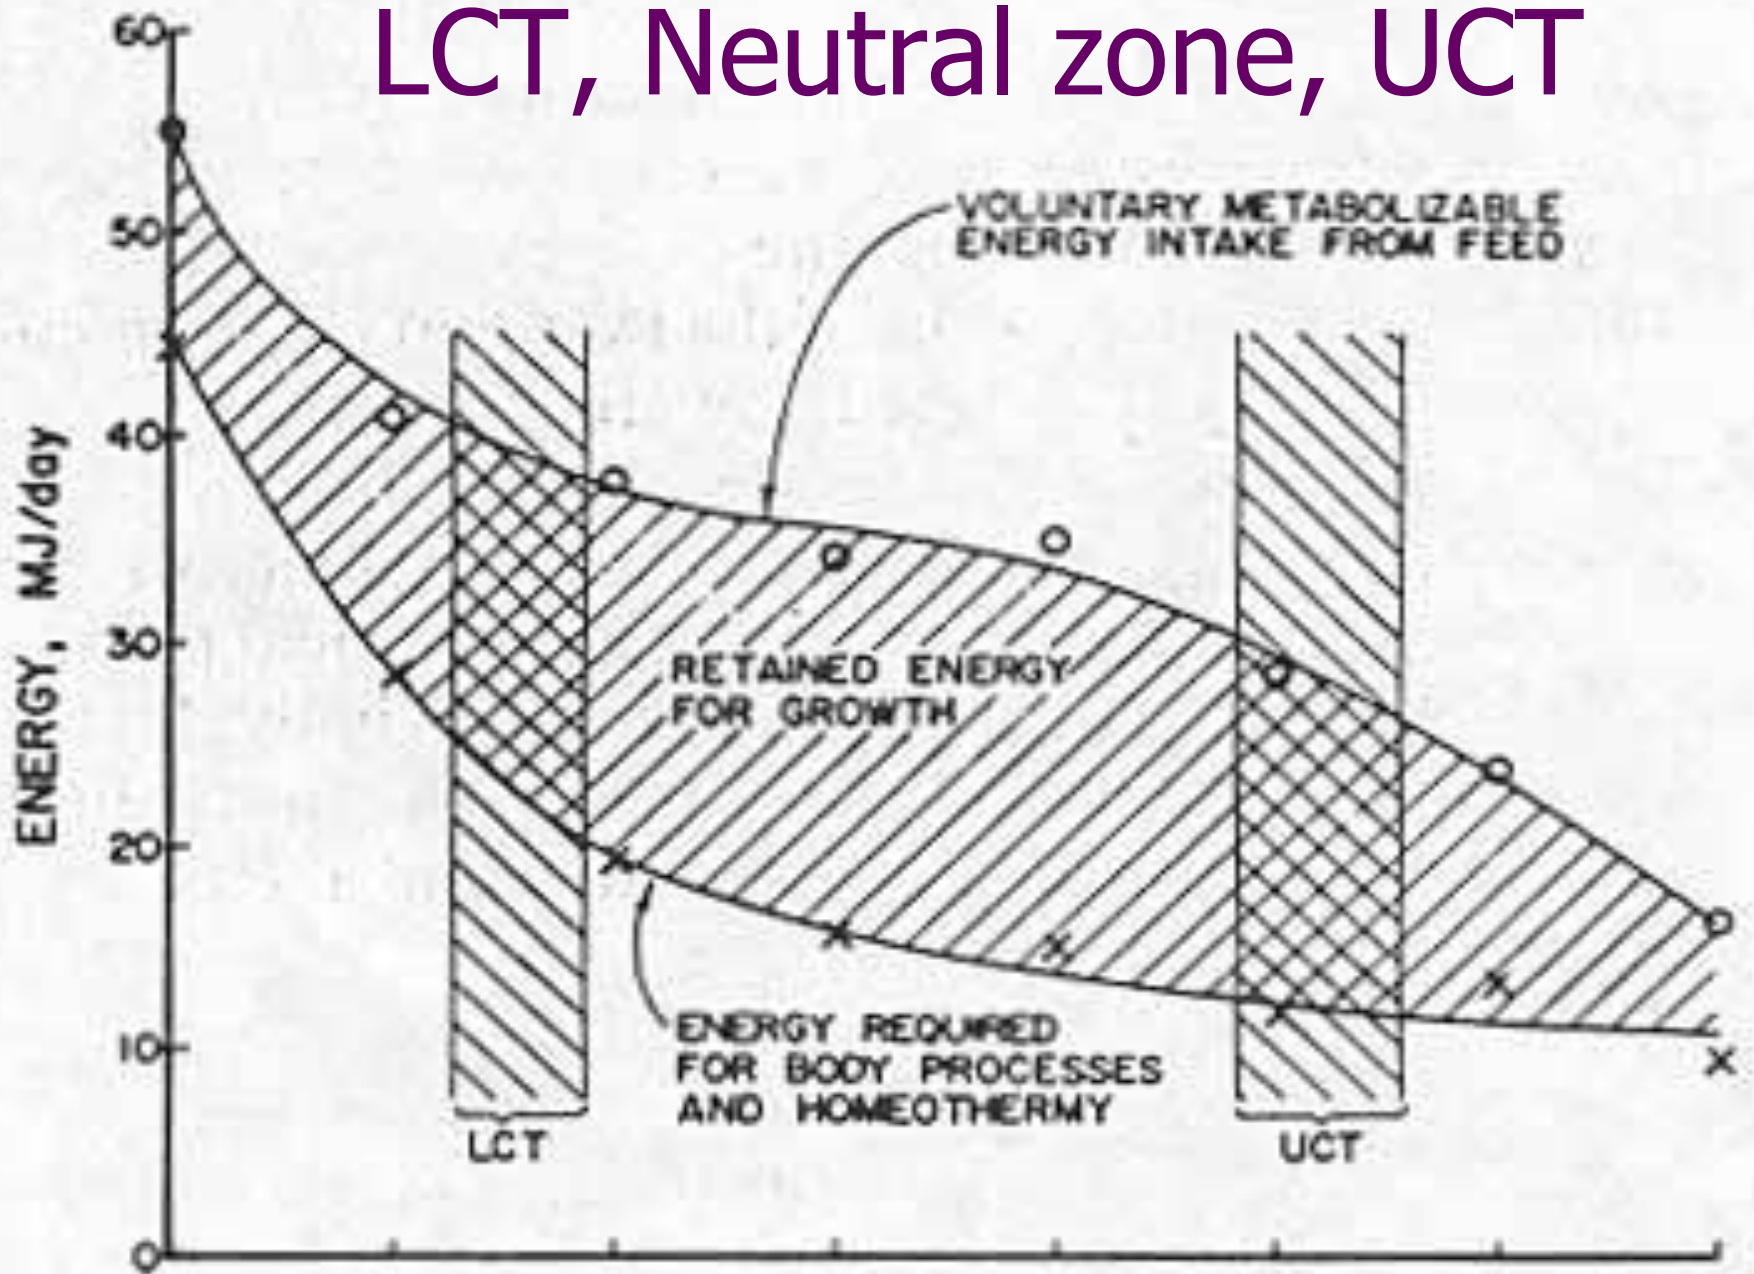 LCT, Neutral zone, UCT
60
50
40
30
20
10
0
ENERGY, MJ/day
VOLUNTARY METABOLIZABLE
ENERGY INTAKE FROM FEED
RETAINED ENERGY
FOR GROWTH
ENERGY REQUIRED
FOR BODY PROCESSES
AND HOMEOTHERMY
LCT
UCT